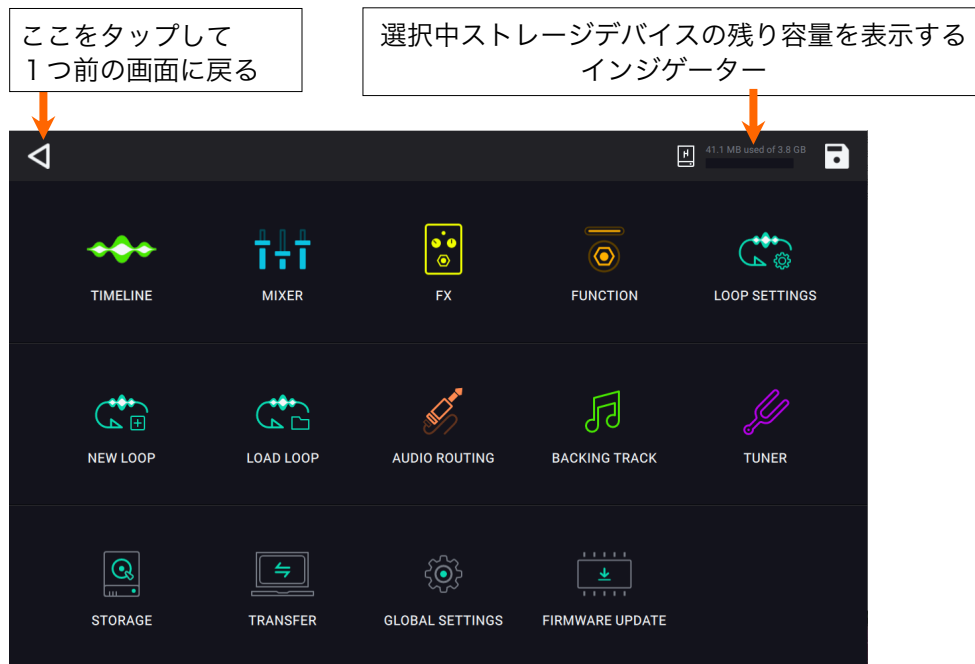 ここをタップして
１つ前の画面に戻る
選択中ストレージデバイスの残り容量を表示する
インジゲーター
H
41.1 MB used of 3.8 GB
TIMELINE
MIXER
FX
FUNCTION
LOOP SETTINGS
NEW LOOP
LOAD LOOP
AUDIO ROUTING
BACKING TRACK
TUNER
STORAGE
TRANSFER
GLOBAL SETTINGS
FIRMWARE UPDATE